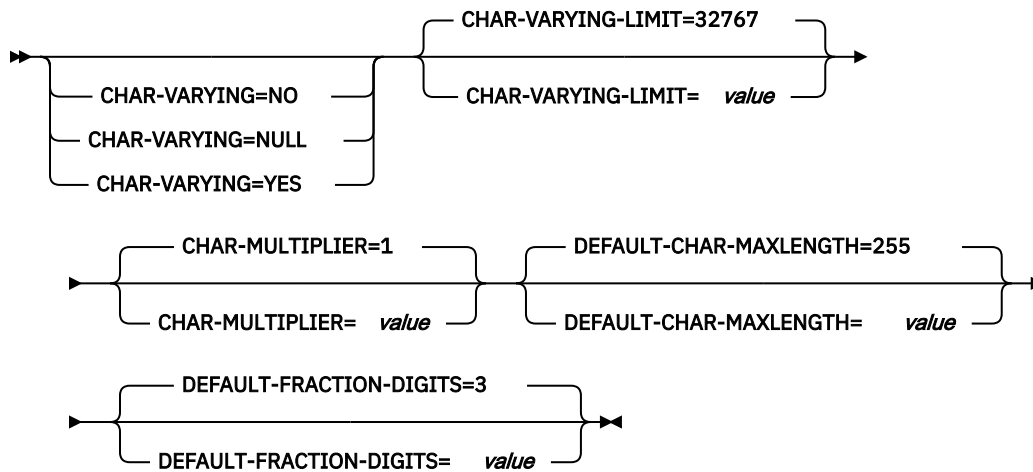 CHAR-VARYING-LIMIT=32767
CHAR-VARYING=NO
CHAR-VARYING-LIMIT= value
CHAR-VARYING=NULL
CHAR-VARYING=YES
CHAR-MULTIPLIER=1
DEFAULT-CHAR-MAXLENGTH=255
CHAR-MULTIPLIER= value
DEFAULT-CHAR-MAXLENGTH= value
DEFAULT-FRACTION-DIGITS=3
DEFAULT-FRACTION-DIGITS= value